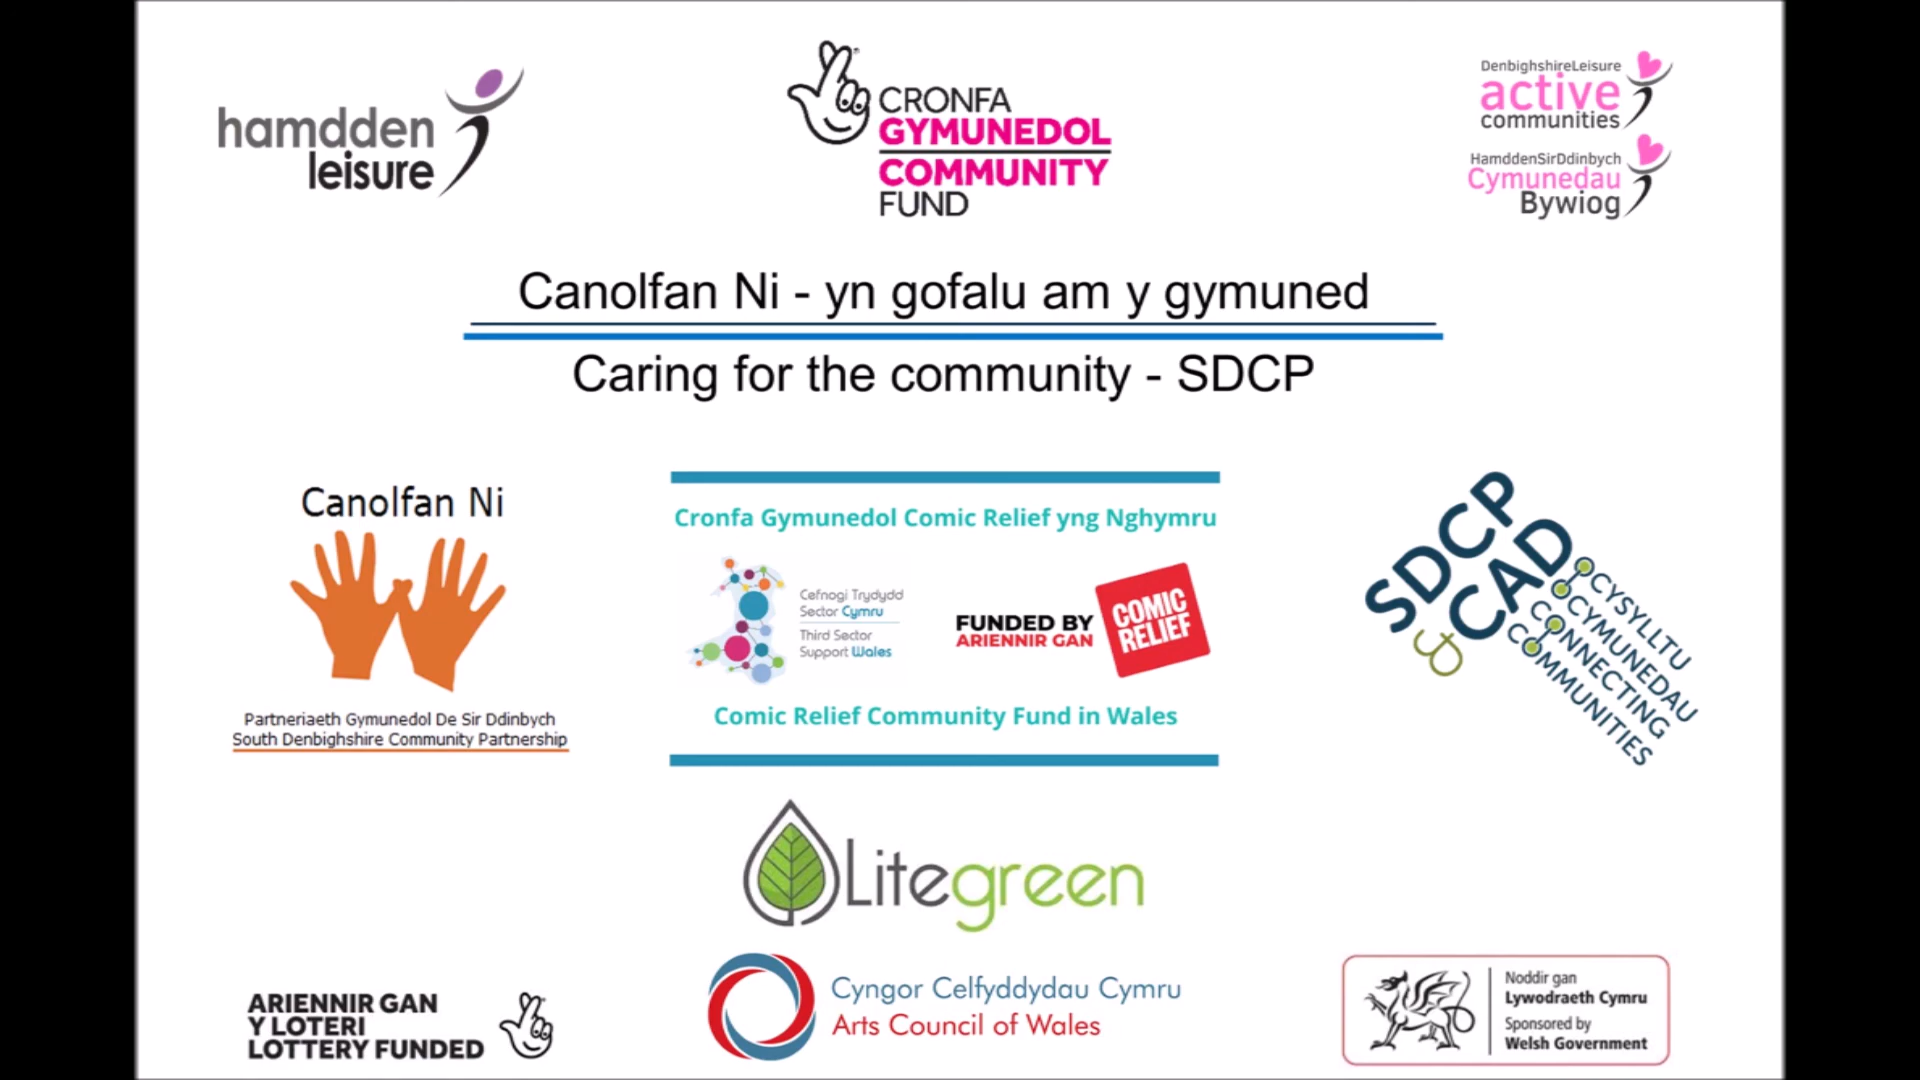 hamdden
leisure
CRONFA
GYMUNEDOL
COMMUNITY
FUND
DenbighshireLeisure
active
communities
HamddenSirDdinbych
Cymunedau
Bywiog
Canolfan Ni - yn gofalu am y gymuned
Caring for the community - SDCP
Canolfan Ni
Partneriaeth Gymunedol De Sir Ddinbych
South Denbighshire Community Partnership
Cronfa Gymunedol Comic Relief yng Nghymru
Cefnogi Trydydd
Sector Cymru
Third Sector
Support Wales
FUNDED BY
ARIENNIR GAN
COMIC
RELIEF
Comic Relief Community Fund in Wales
SDCP
CAD
CYSYLLTU
CYMUNEDAU
CONNECTING
COMMUNITIES
Litegreen
ARIENNIR GAN
Y LOTERI
LOTTERY FUNDED
Cyngor Celfyddydau Cymru
Arts Council of Wales
Noddir gan
Lywodraeth Cymru
Sponsored by
Welsh Government